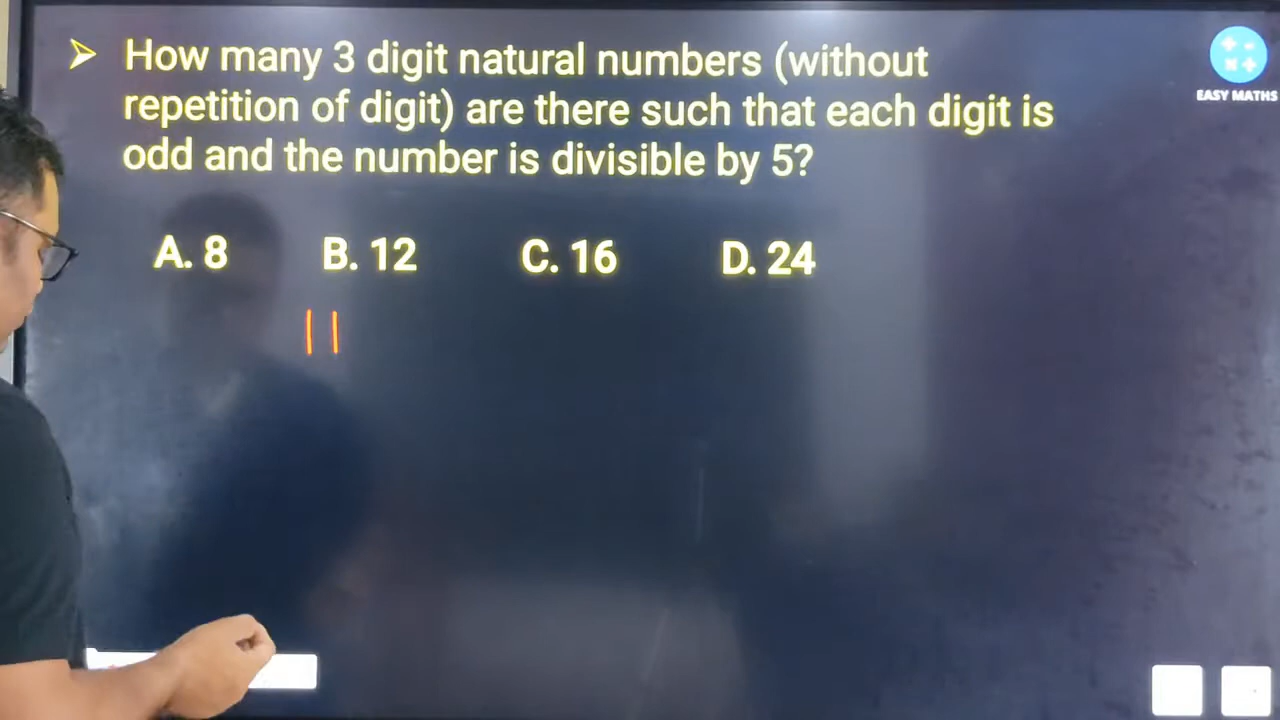 ➤ How many 3 digit natural numbers (without
repetition of digit) are there such that each digit is
odd and the number is divisible by 5?
A. 8 B. 12 C. 16 D. 24
EASY MATHS